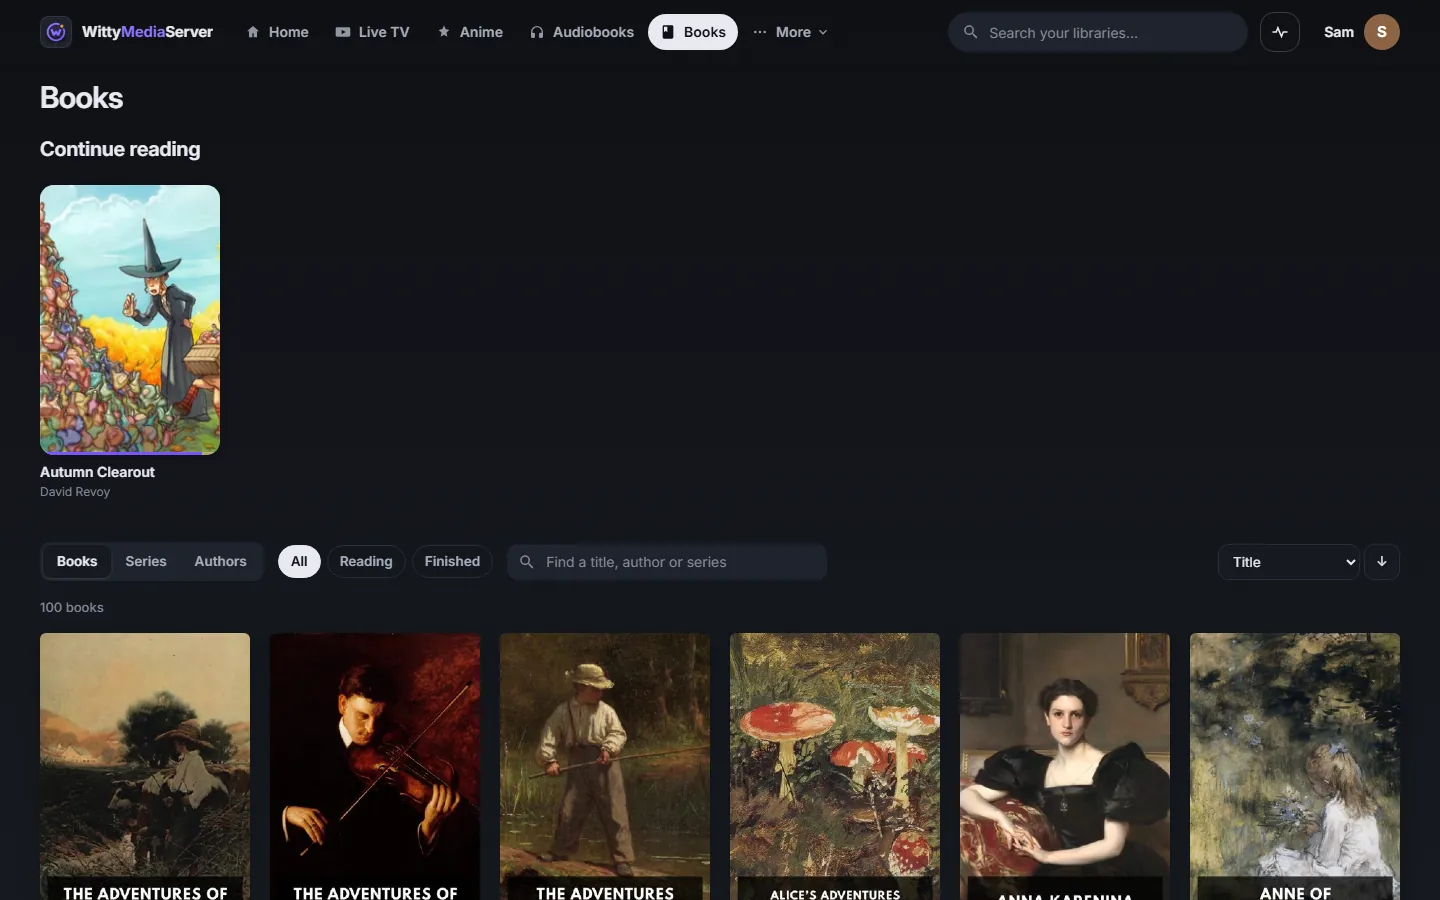 WittyMediaServer
Home
Live TV
Anime
Audiobooks
Books
More
Search your libraries...
Sam
S
Books
Continue reading
Autumn Clearout
David Revoy
Books
Series
Authors
All
Reading
Finished
Find a title, author or series
Title
100 books
THE ADVENTURES OF
THE ADVENTURES OF
THE ADVENTURES
ALICE'S ADVENTURES
ANNA KARENINA
ANNE OF